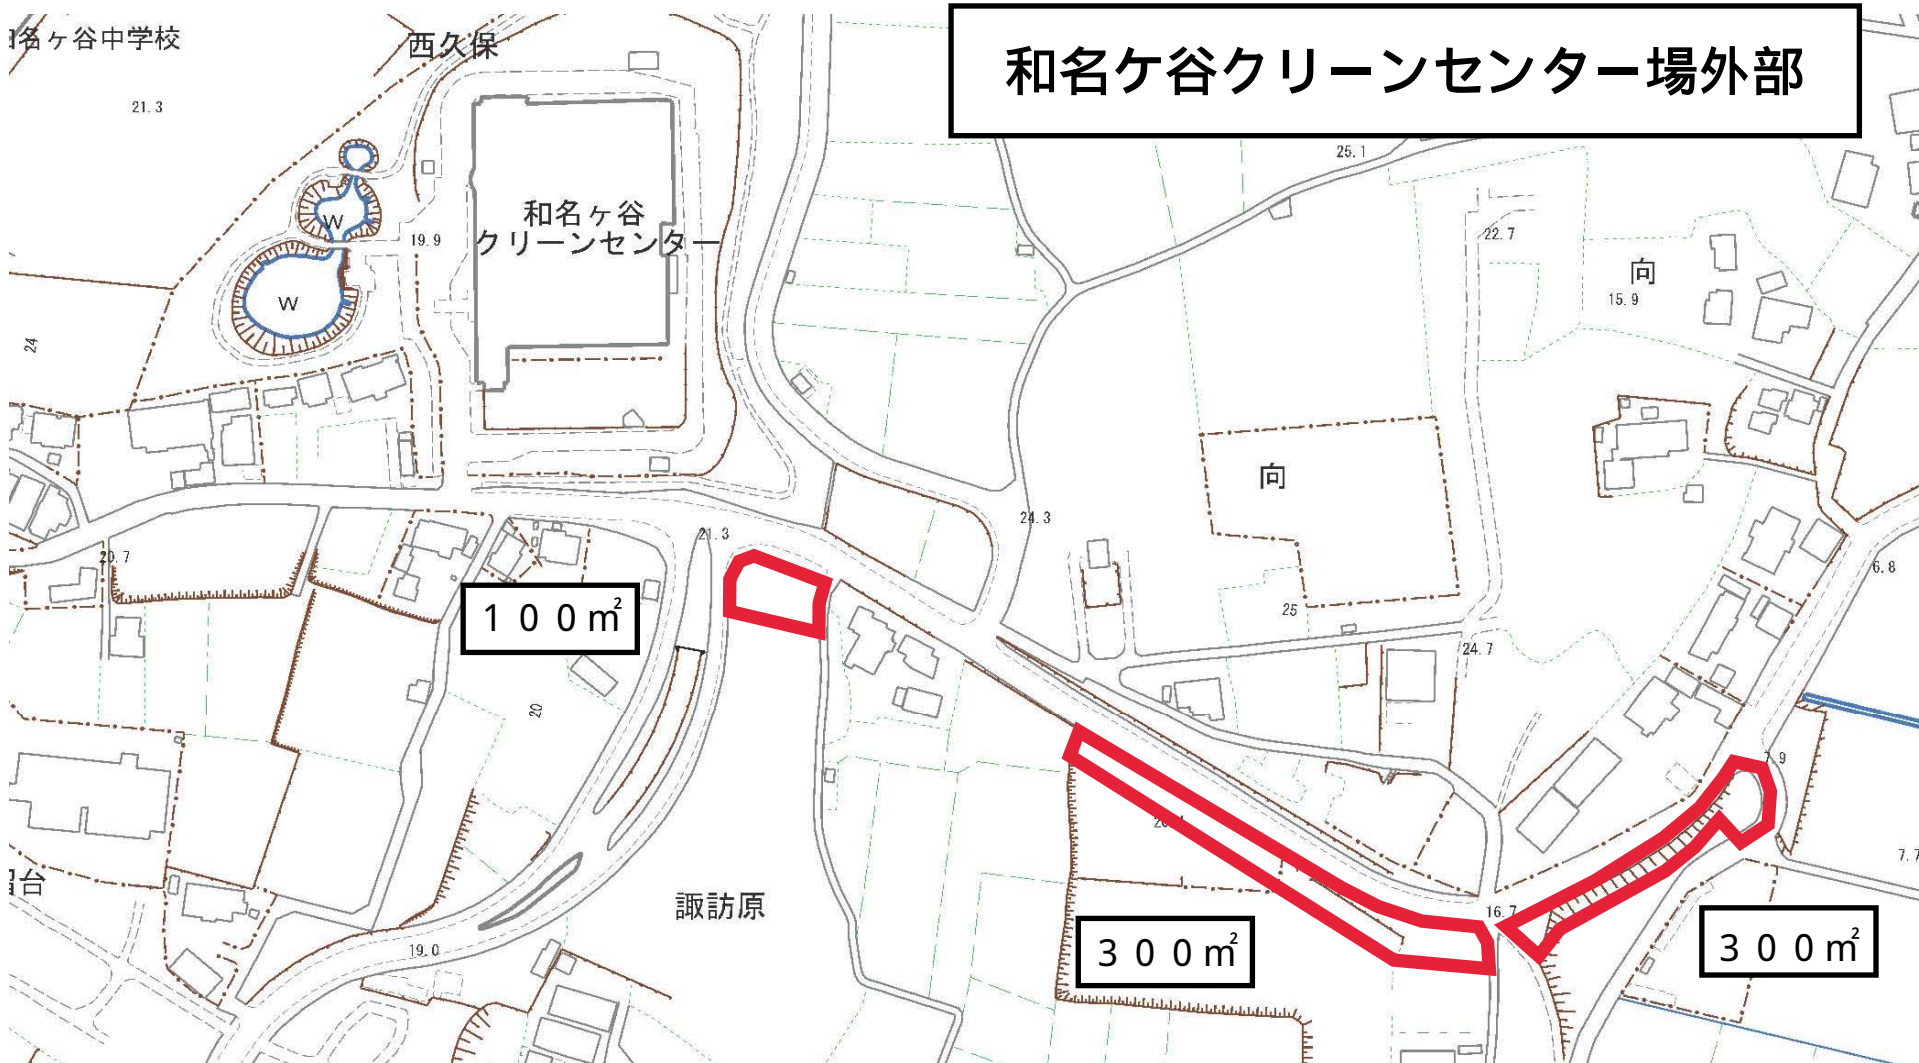 和名ケ谷クリーンセンター場外部
名ヶ谷中学校
西久保
21.3
25.1
和名ヶ谷
クリーンセンター
W
19.9
22.7
向
15.9
W
24
向
24.3
21.3
20.7
6.8
25
100㎡
24.7
20
7.9
7.7
台
諏訪原
16.7
19.0
300㎡
300㎡